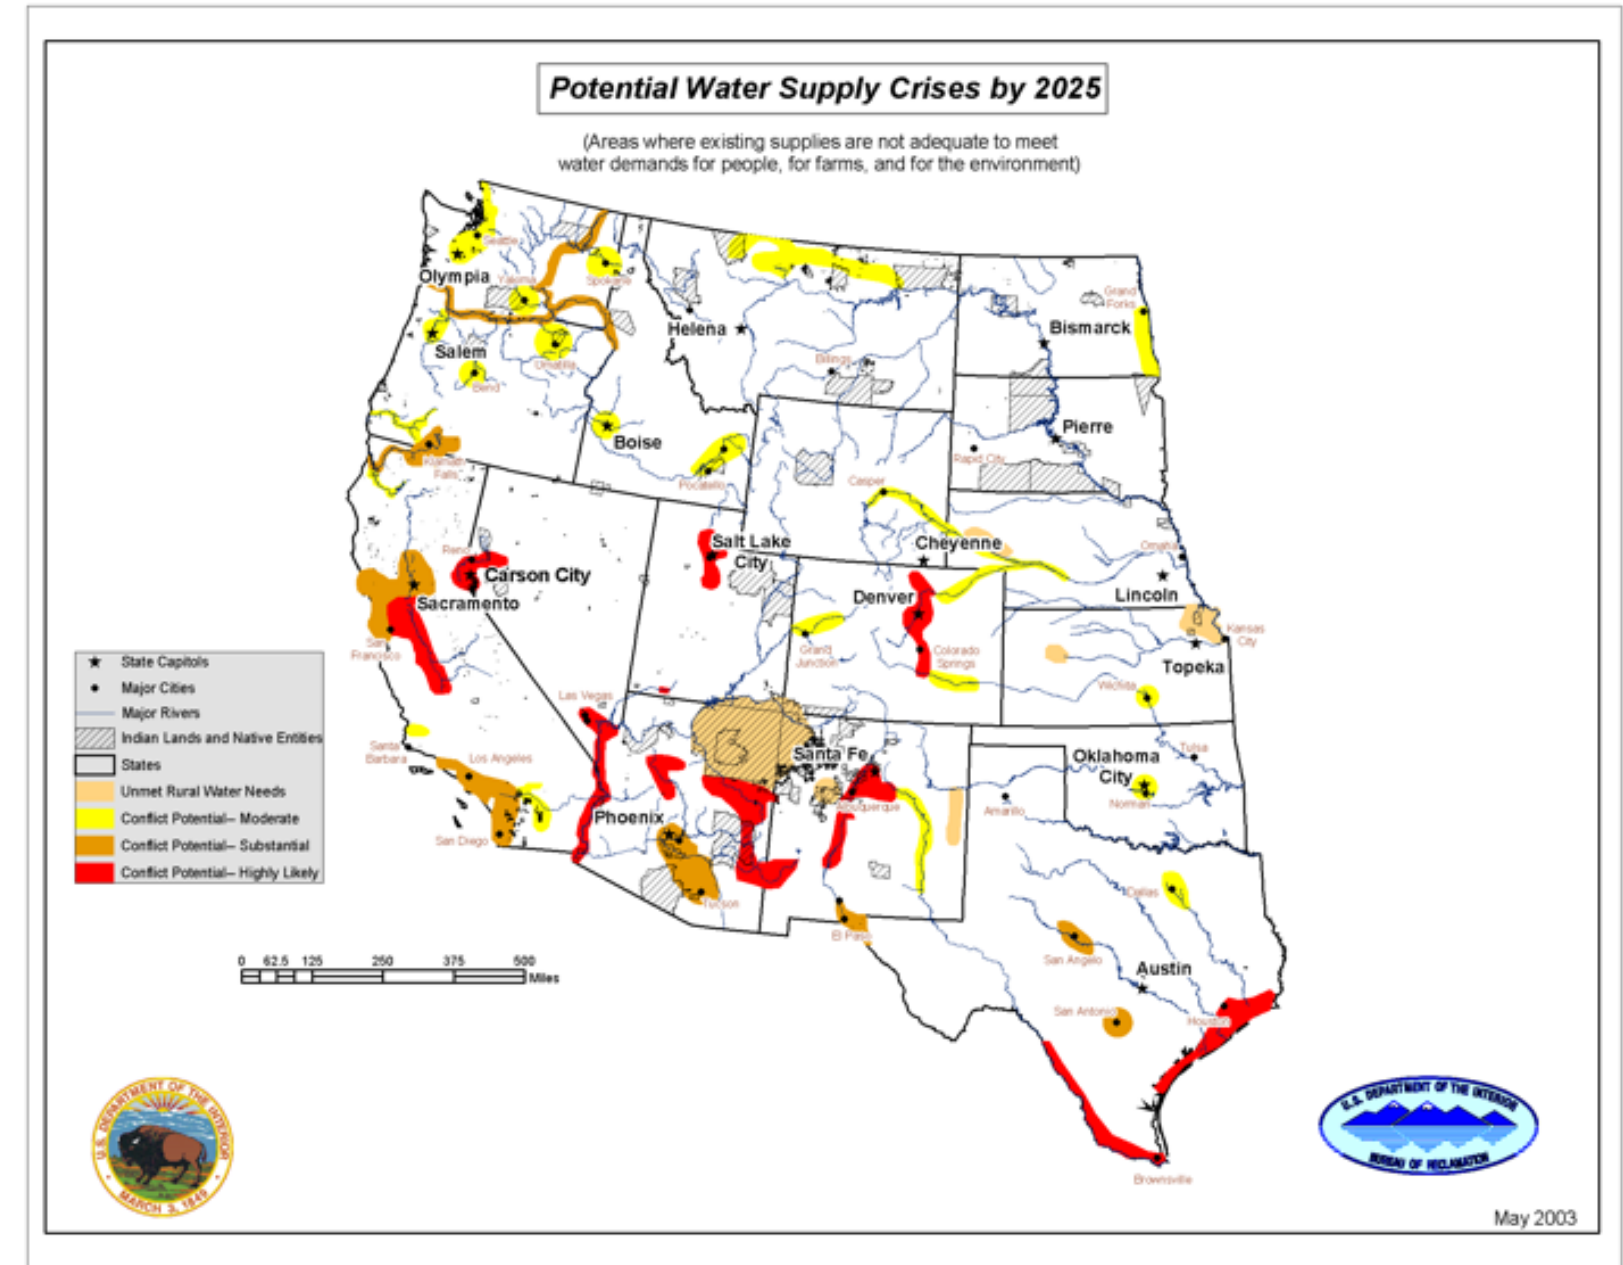 Potential Water Supply Crises by 2025
(Areas where existing supplies are not adequate to meet
water demands for people, for farms, and for the environment)
Seattle
Olympia
Yakima
Spokane
Helena
Grand
Forks
Bismarck
Salem
Umatilla
Bend
Billings
Boise
Pierre
Klamath
Falls
Pocatello
Rapid City
Casper
Reno
Salt Lake
City
Cheyenne
Omaha
Carson City
Sacramento
Denver
Lincoln
San
Francisco
Grand
Junction
Colorado
Springs
Kansas
City
Topeka
Wichita
Las Vegas
Santa
Barbara
Los Angeles
Santa Fe
Oklahoma
City
Tulsa
Norman
Phoenix
Albuquerque
Amarillo
San Diego
Tucson
El Paso
Dallas
San Angelo
Austin
San Antonio
Houston
Brownsville
State Capitols
Major Cities
Major Rivers
Indian Lands and Native Entities
States
Unmet Rural Water Needs
Conflict Potential-- Moderate
Conflict Potential-- Substantial
Conflict Potential-- Highly Likely
0 62.5 125 250 375 500
Miles
U.S. DEPARTMENT OF THE INTERIOR
MARCH 3, 1849
U.S. DEPARTMENT OF THE INTERIOR
BUREAU OF RECLAMATION
May 2003